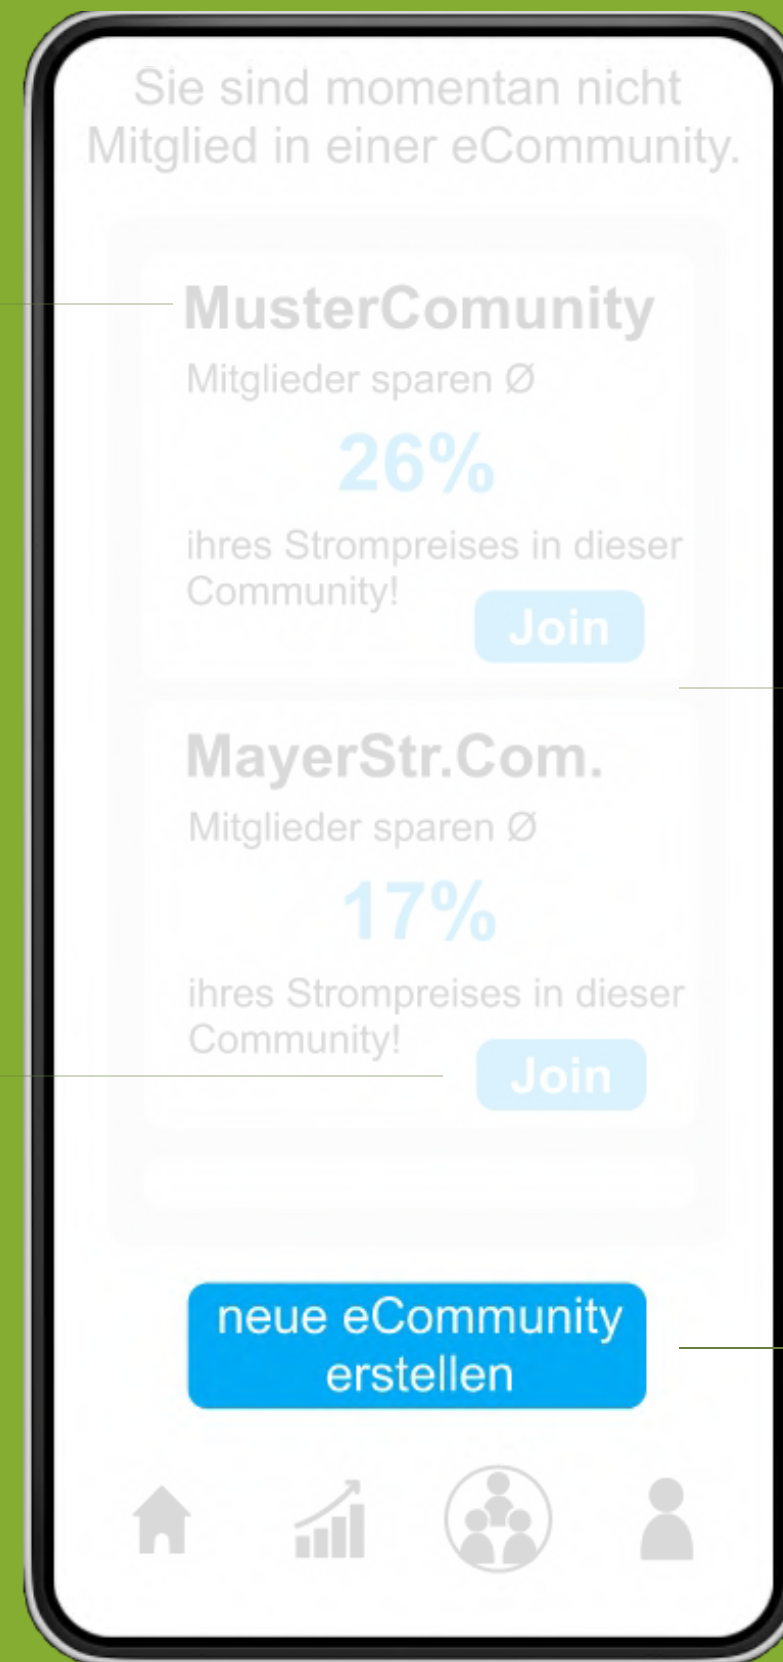 Sie sind momentan nicht
Mitglied in einer eCommunity.
MusterComunity
Mitglieder sparen Ø
26%
ihres Strompreises in dieser
Community!
Join
MayerStr.Com.
Mitglieder sparen Ø
17%
ihres Strompreises in dieser
Community!
Join
neue eCommunity
erstellen